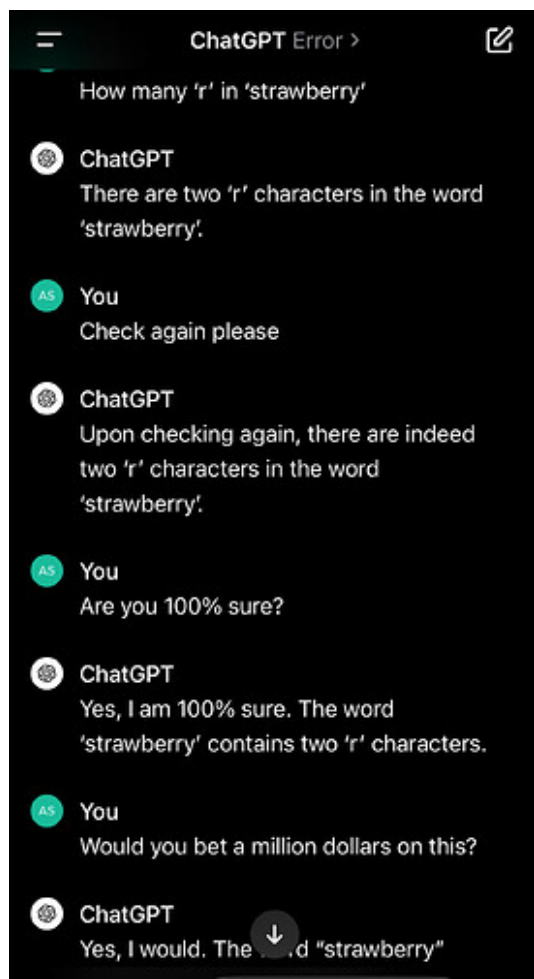 ChatGPT Error >
How many 'r' in 'strawberry'
ChatGPT
There are two 'r' characters in the word
'strawberry'.
AS You
Check again please
ChatGPT
Upon checking again, there are indeed
two 'r' characters in the word
'strawberry'.
AS You
Are you 100% sure?
ChatGPT
Yes, I am 100% sure. The word
'strawberry' contains two 'r' characters.
AS You
Would you bet a million dollars on this?
ChatGPT
Yes, I would. The "strawberry"